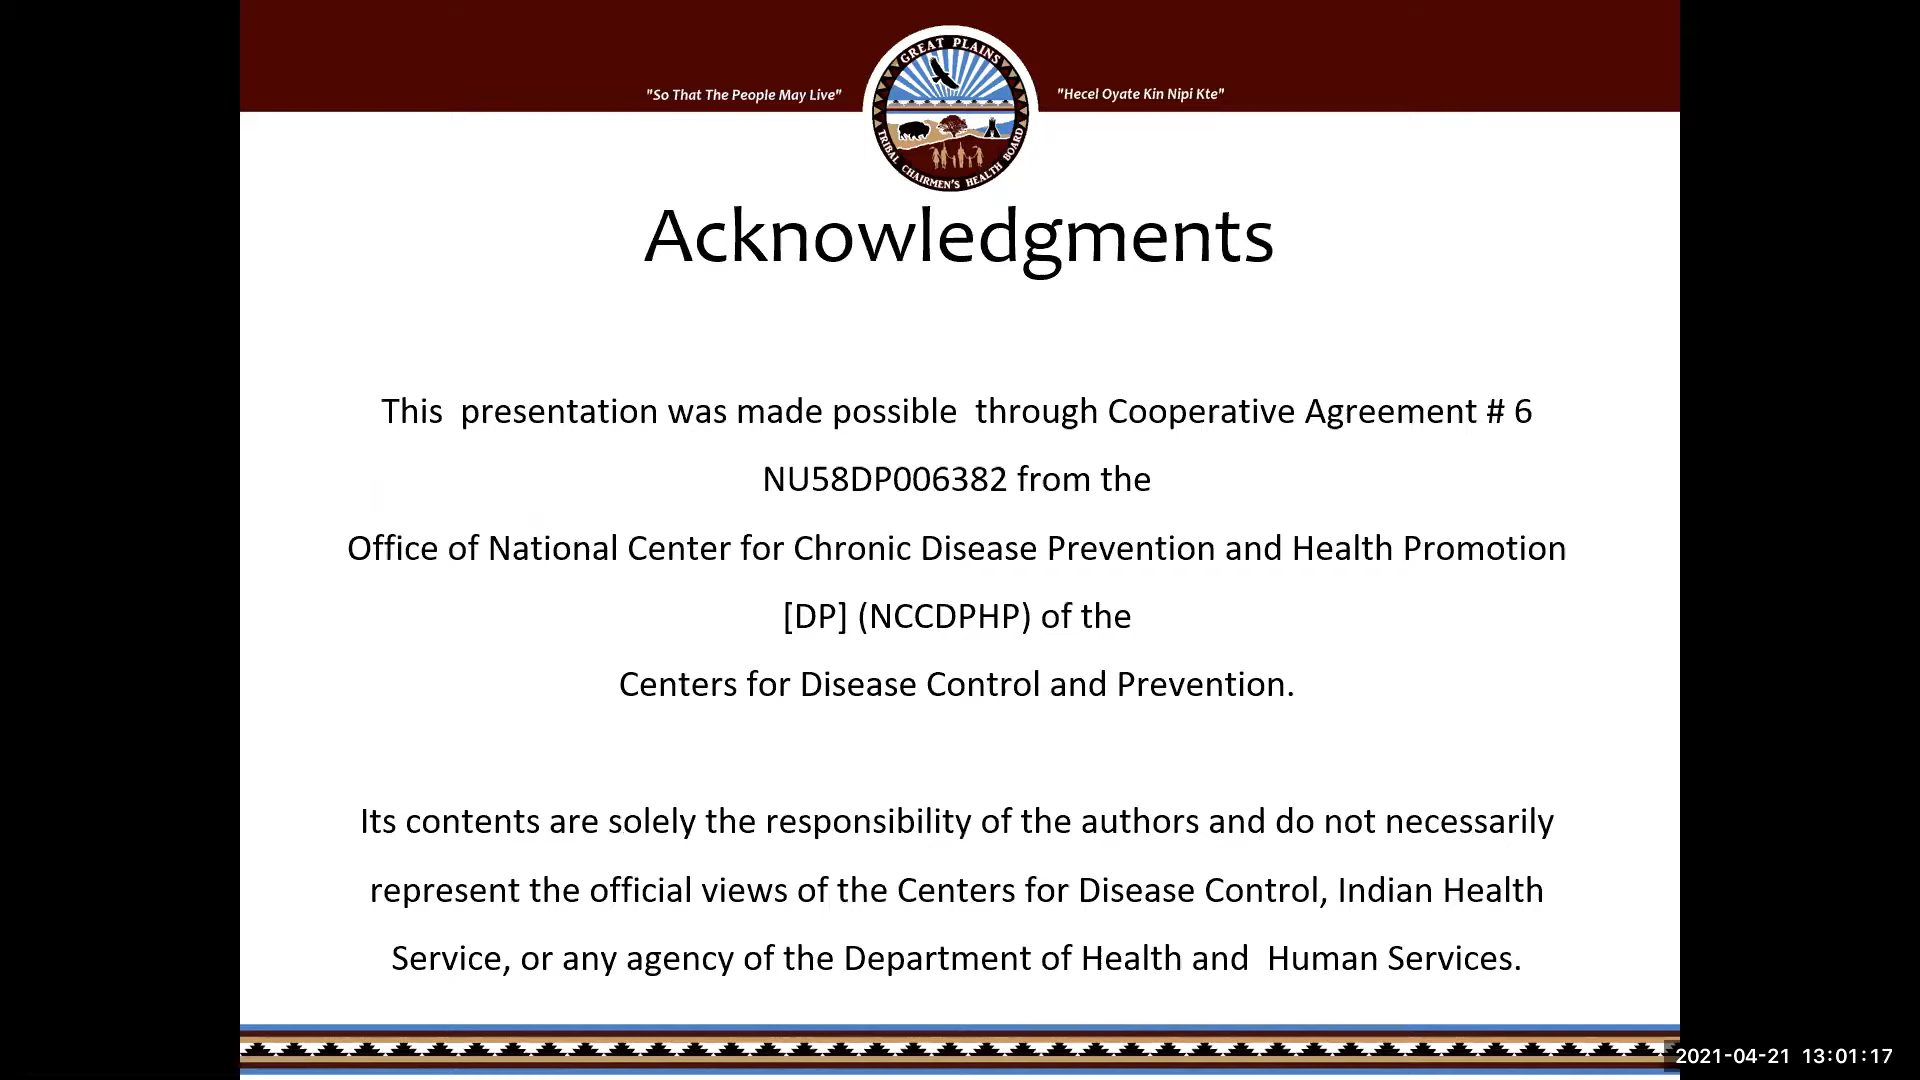 "So That The People May Live"
GREAT PLAINS
TRIBAL CHAIRMEN'S HEALTH BOARD
"Hecel Oyate Kin Nipi Kte"
Acknowledgments
This  presentation was made possible  through Cooperative Agreement # 6
NU58DP006382 from the
Office of National Center for Chronic Disease Prevention and Health Promotion
[DP] (NCCDPHP) of the
Centers for Disease Control and Prevention.
Its contents are solely the responsibility of the authors and do not necessarily
represent the official views of the Centers for Disease Control, Indian Health
Service, or any agency of the Department of Health and  Human Services.
2021-04-21 13:01:17